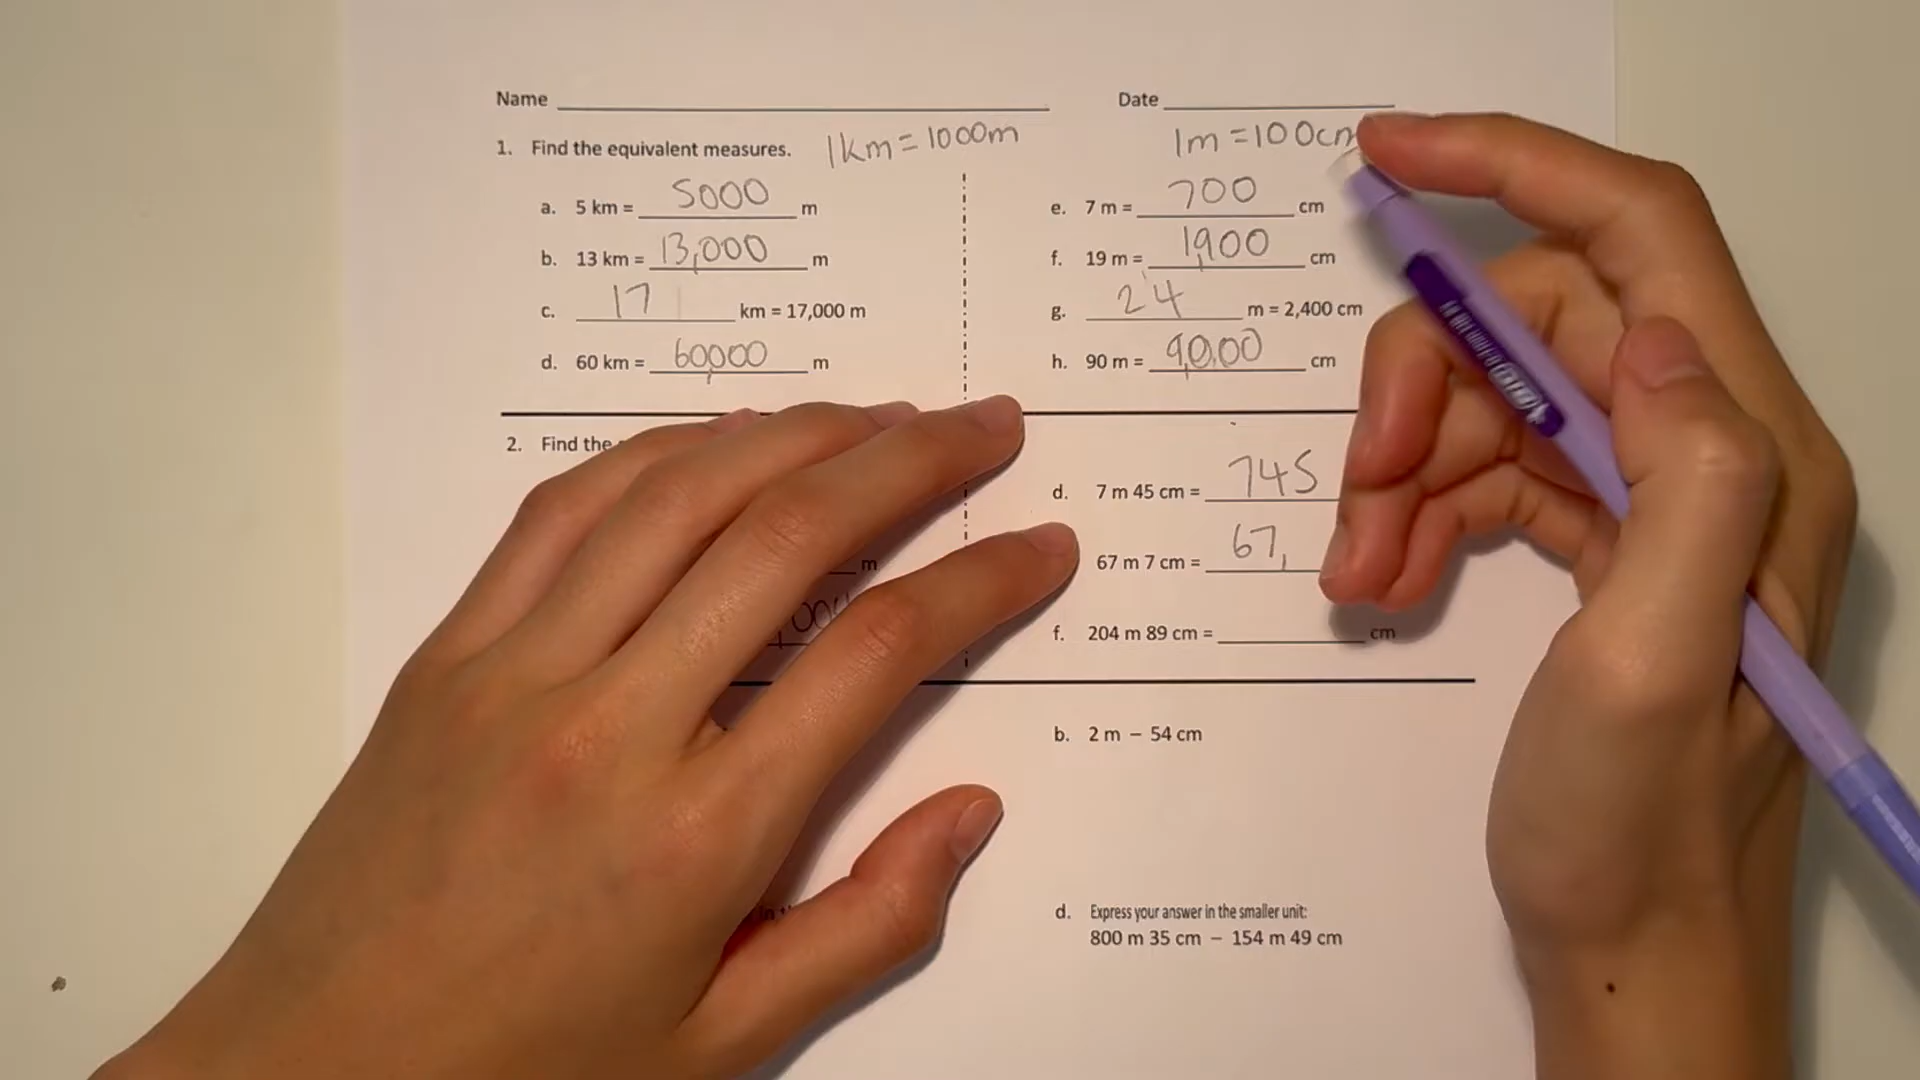 Name Date
1. Find the equivalent measures. 1km=1000m
a. 5 km = 5000 m
b. 13 km = 13,000 m
c. 17 km = 17,000 m
d. 60 km = 60,000 m
1m=100cm
e. 7 m = 700 cm
f. 19 m = 1,900 cm
g. 24 m = 2,400 cm
h. 90 m = 9,000 cm
2. Find the
m
d. 7 m 45 cm = 745
67 m 7 cm = 67,
f. 204 m 89 cm = cm
b. 2 m − 54 cm
d. Express your answer in the smaller unit:
800 m 35 cm − 154 m 49 cm